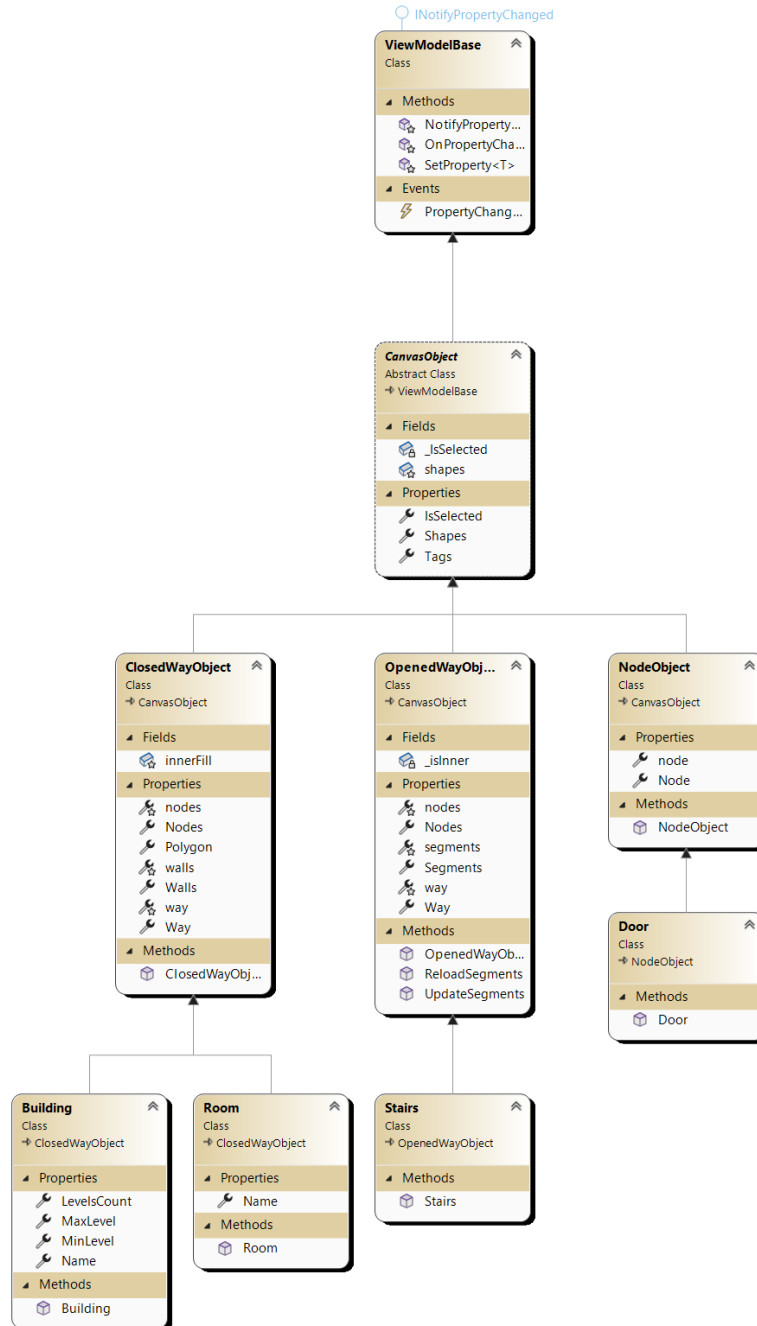 INotifyPropertyChanged
ViewModelBase
Class
Methods
NotifyProperty...
OnPropertyCha...
SetProperty<T>
Events
PropertyChang...
CanvasObject
Abstract Class
ViewModelBase
Fields
_IsSelected
shapes
Properties
IsSelected
Shapes
Tags
ClosedWayObject
Class
CanvasObject
Fields
innerFill
Properties
nodes
Nodes
Polygon
walls
Walls
way
Way
Methods
ClosedWayObj...
OpenedWayObj...
Class
CanvasObject
Fields
_isInner
Properties
nodes
Nodes
segments
Segments
way
Way
Methods
OpenedWayOb...
ReloadSegments
UpdateSegments
NodeObject
Class
CanvasObject
Properties
node
Node
Methods
NodeObject
Door
Class
NodeObject
Methods
Door
Building
Class
ClosedWayObject
Properties
LevelsCount
MaxLevel
MinLevel
Name
Methods
Building
Room
Class
ClosedWayObject
Properties
Name
Methods
Room
Stairs
Class
OpenedWayObject
Methods
Stairs